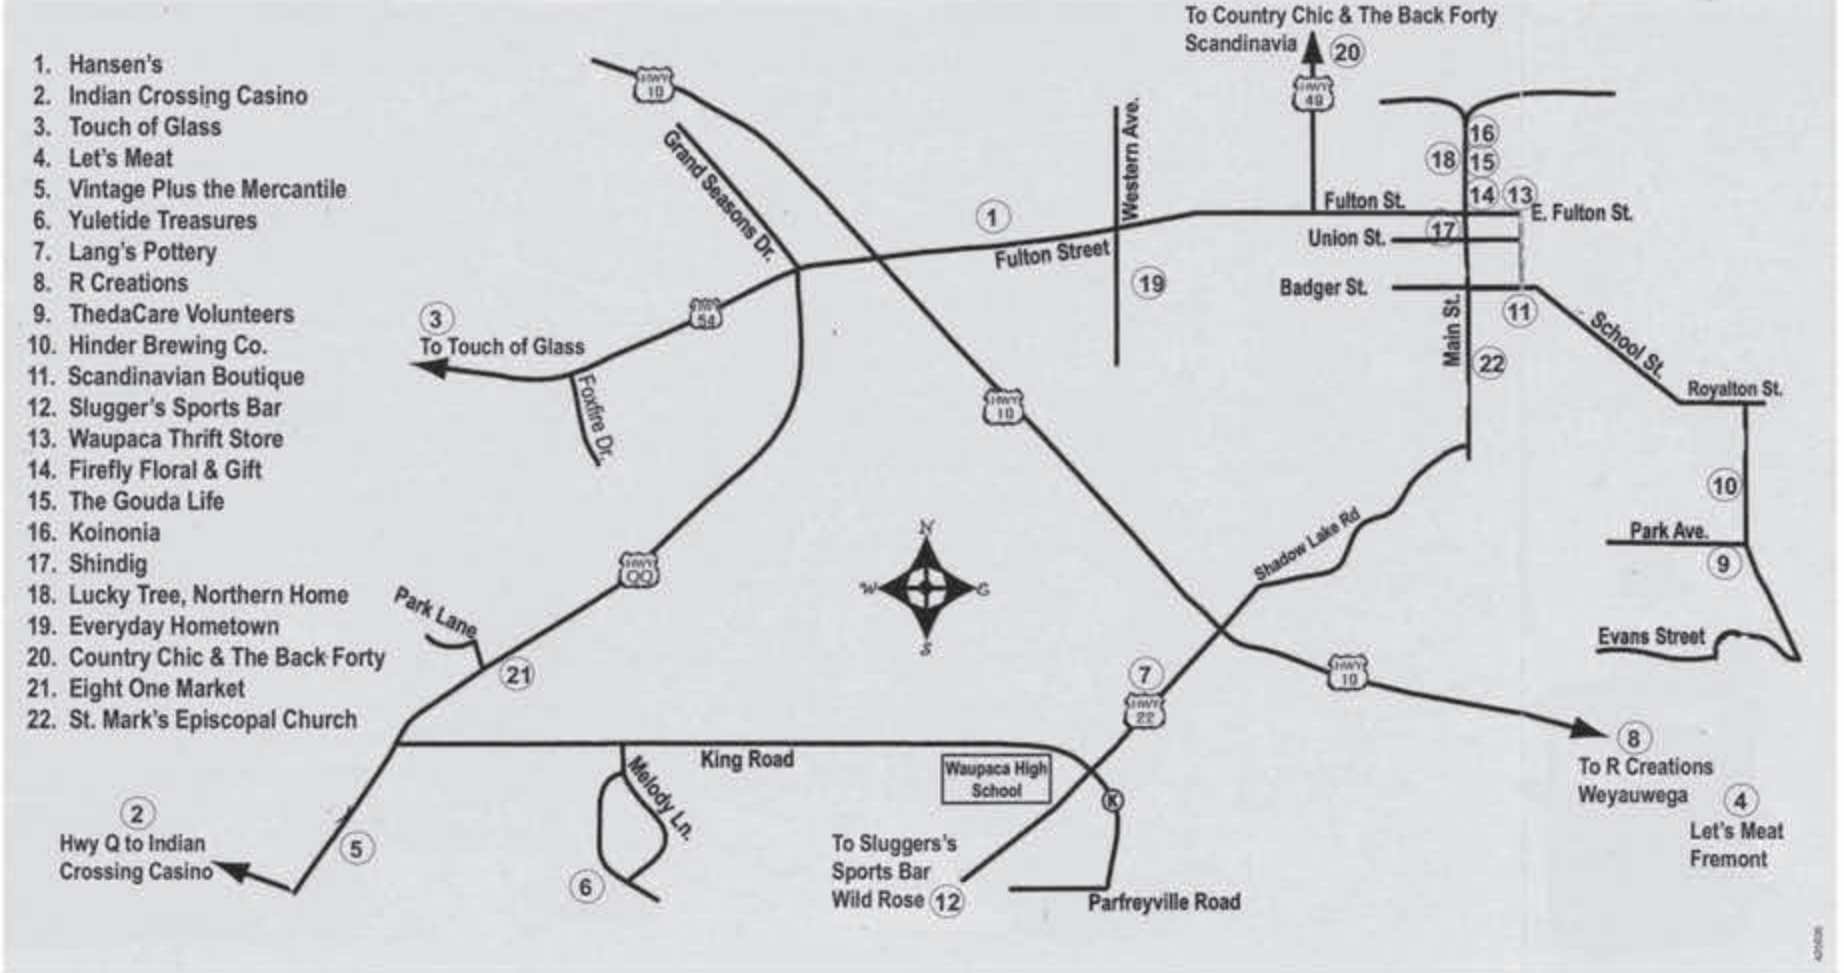 To Country Chic & The Back Forty
Scandinavia
20
HWY
49
1. Hansen's
2. Indian Crossing Casino
3. Touch of Glass
4. Let's Meat
5. Vintage Plus the Mercantile
6. Yuletide Treasures
7. Lang's Pottery
8. R Creations
9. ThedaCare Volunteers
10. Hinder Brewing Co.
11. Scandinavian Boutique
12. Slugger's Sports Bar
13. Waupaca Thrift Store
14. Firefly Floral & Gift
15. The Gouda Life
16. Koinonia
17. Shindig
18. Lucky Tree, Northern Home
19. Everyday Hometown
20. Country Chic & The Back Forty
21. Eight One Market
22. St. Mark's Episcopal Church
HWY
10
Grand Seasons Dr.
Western Ave.
16
18
15
14
13
Fulton St.
E. Fulton St.
1
Fulton Street
Union St.
17
19
Badger St.
11
HWY
54
3
To Touch of Glass
Foxfire Dr.
Main St.
22
School St.
Royalton St.
HWY
10
10
Park Ave.
9
Evans Street
Shadow Lake Rd
N
W
S
HWY
QQ
Park Lane
21
7
HWY
22
HWY
10
8
To R Creations
Weyauwega
4
Let's Meat
Fremont
King Road
Waupaca High
School
K
Melody Ln.
2
Hwy Q to Indian
Crossing Casino
5
6
To Sluggers's
Sports Bar
Wild Rose
12
Parfreyville Road